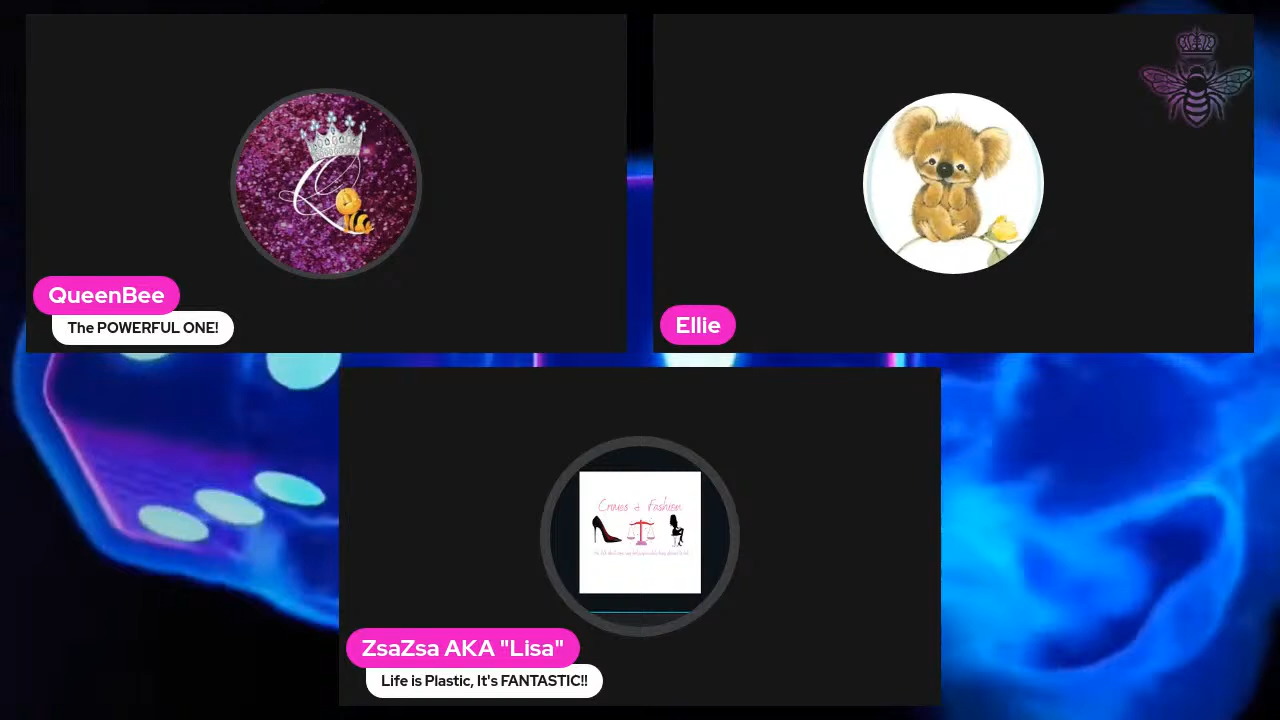 QueenBee
The POWERFUL ONE!
Ellie
Crimes & Fashion
ZsaZsa AKA "Lisa"
Life is Plastic, It's FANTASTIC!!